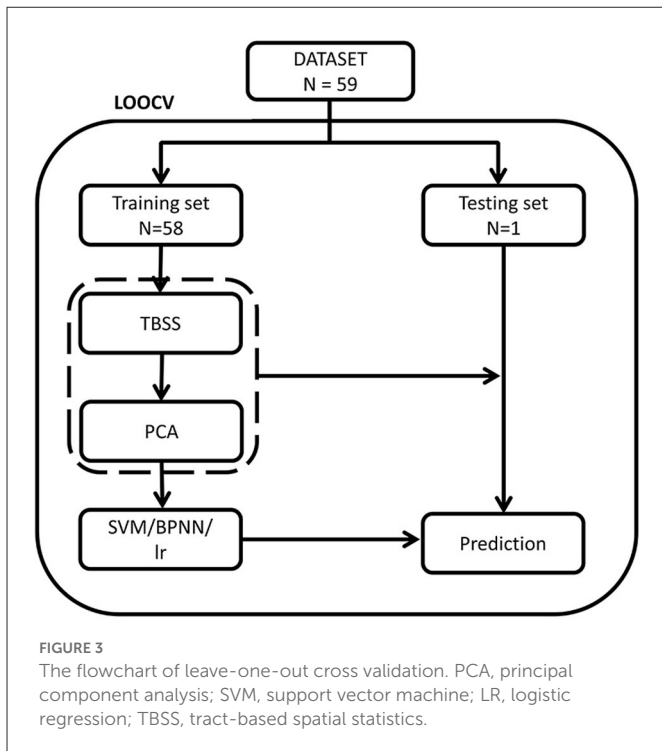 DATASET
N = 59
LOOCV
Training set
N=58
Testing set
N=1
TBSS
PCA
SVM/BPNN/
lr
Prediction
FIGURE 3
The flowchart of leave-one-out cross validation. PCA, principal
component analysis; SVM, support vector machine; LR, logistic
regression; TBSS, tract-based spatial statistics.